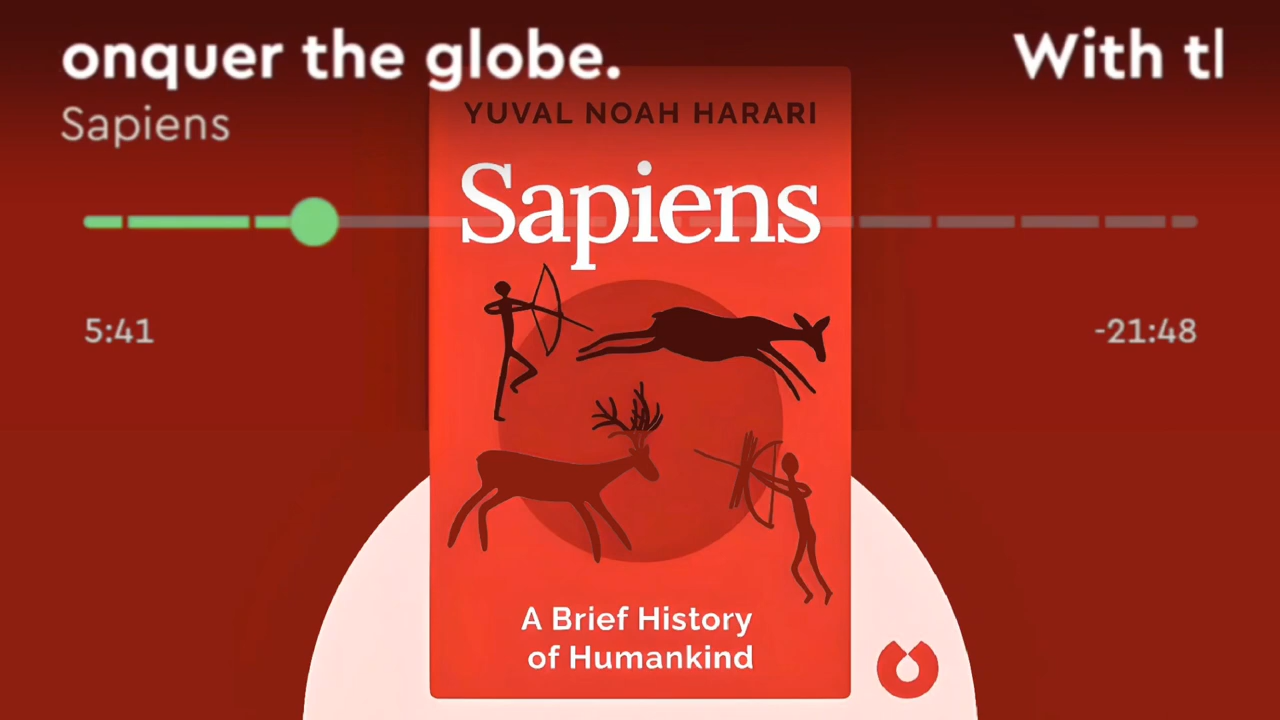 onquer the globe.
With tl
Sapiens
5:41
-21:48
YUVAL NOAH HARARI
Sapiens
A Brief History
of Humankind